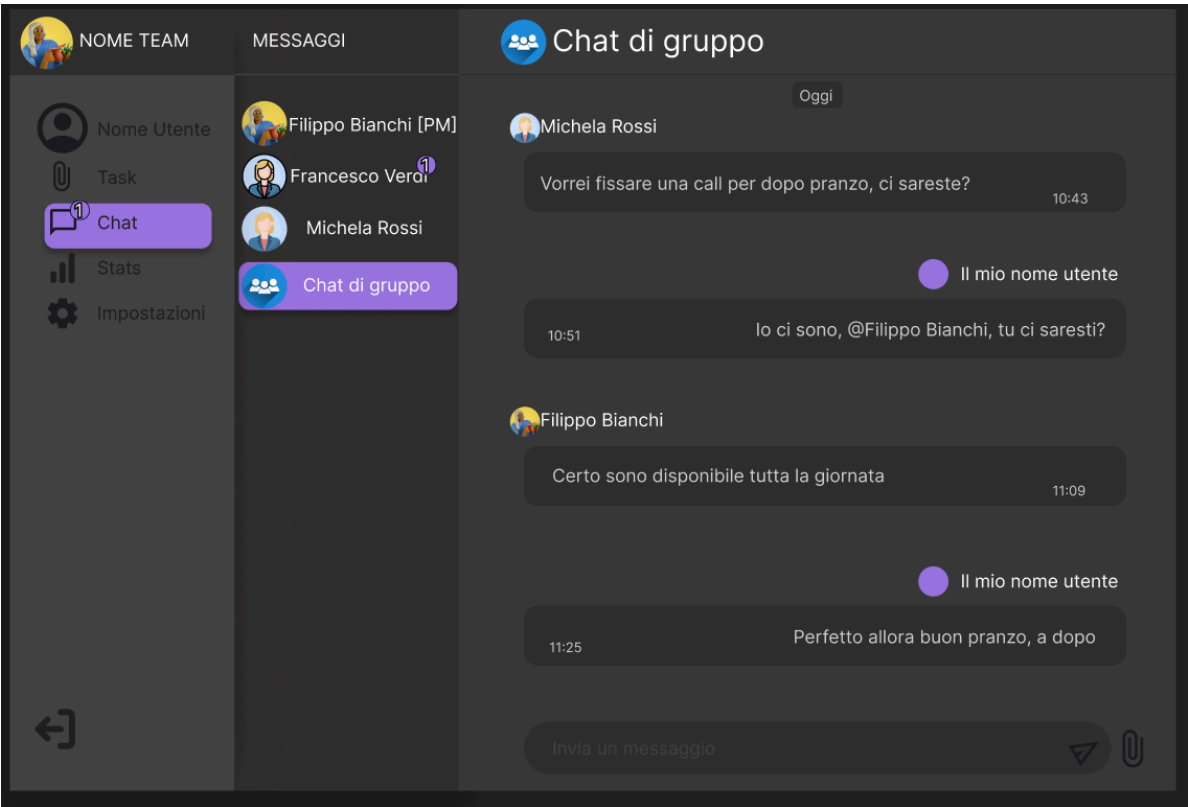 NOME TEAM
Nome Utente
Task
1
Chat
Stats
Impostazioni
MESSAGGI
Filippo Bianchi [PM]
Francesco Verdi
1
Michela Rossi
Chat di gruppo
Chat di gruppo
Oggi
Michela Rossi
Vorrei fissare una call per dopo pranzo, ci sareste?
10:43
Il mio nome utente
Io ci sono, @Filippo Bianchi, tu ci saresti?
10:51
Filippo Bianchi
Certo sono disponibile tutta la giornata
11:09
Il mio nome utente
Perfetto allora buon pranzo, a dopo
11:25
Invia un messaggio